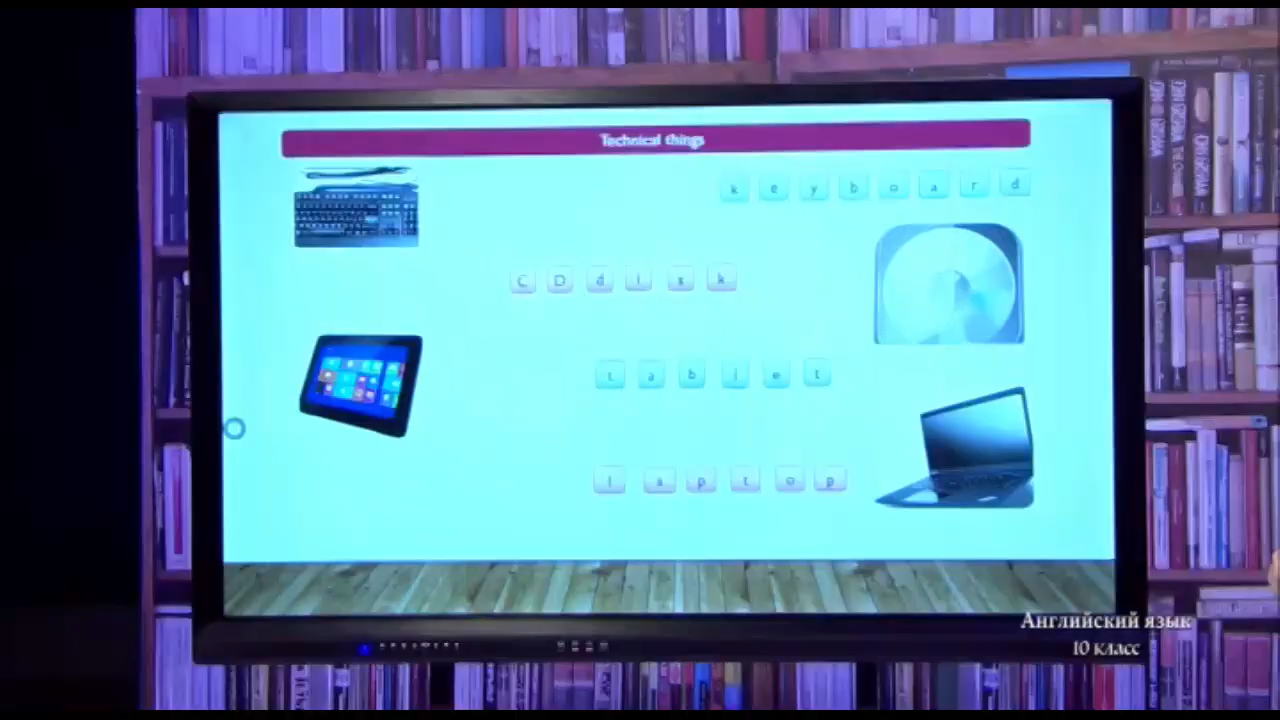 Technical things
k e y b o a r d
C D d i s k
t a b l e t
l a p t o p
Английский язык
10 класс